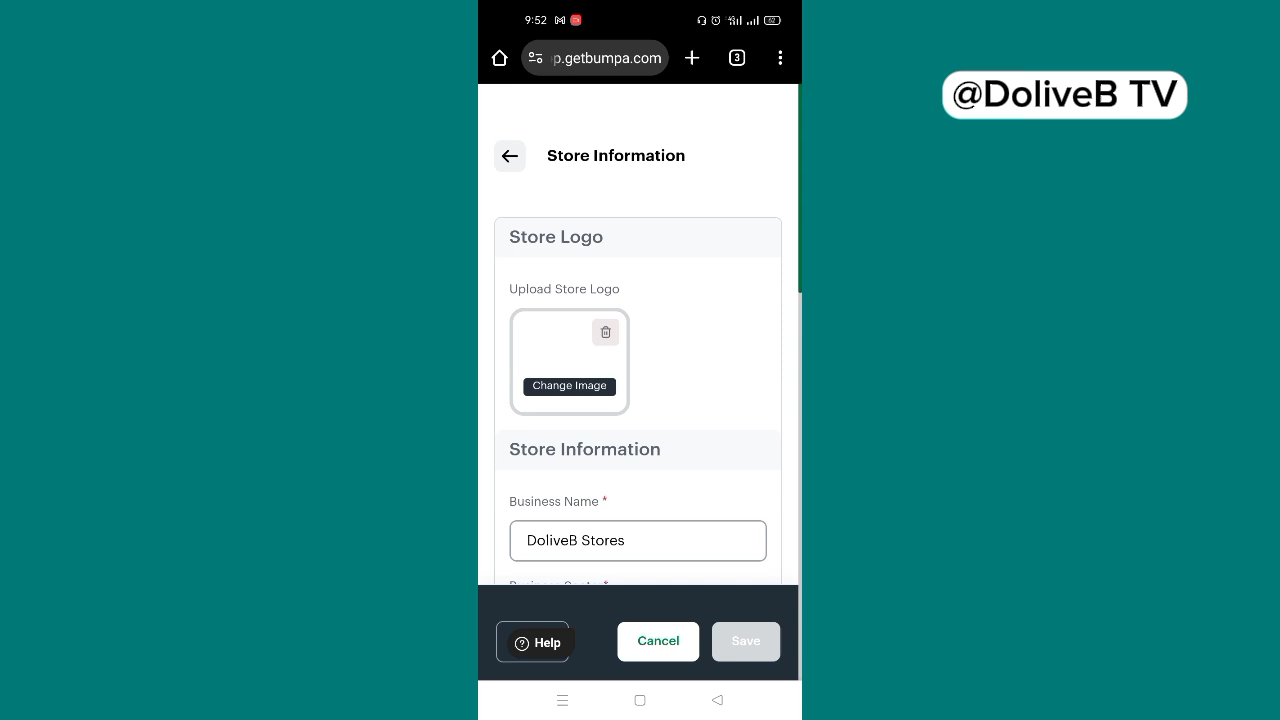 9:52
p.getbumpa.com
3
@DoliveB TV
Store Information
Store Logo
Upload Store Logo
Change Image
Store Information
Business Name *
DoliveB Stores
Help
Cancel
Save